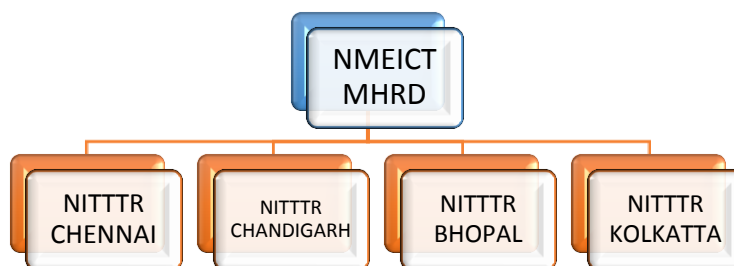 NMEICT
MHRD
NITTTR
CHENNAI
NITTTR
CHANDIGARH
NITTTR
BHOPAL
NITTTR
KOLKATTA